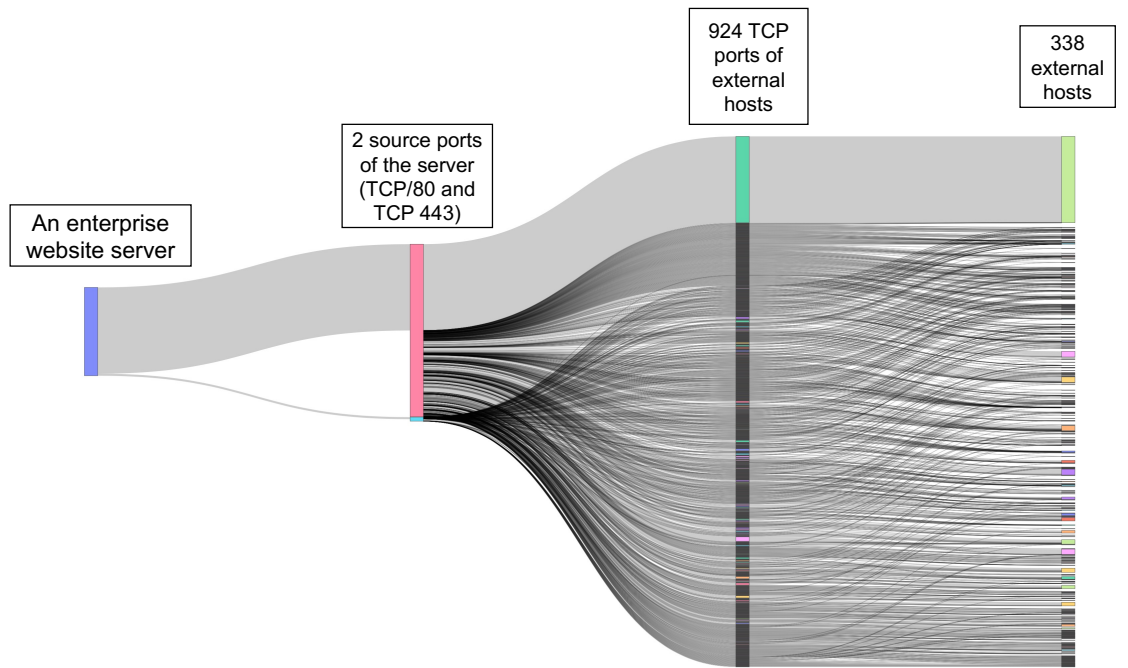 An enterprise
website server
2 source ports
of the server
(TCP/80 and
TCP 443)
924 TCP
ports of
external
hosts
338
external
hosts